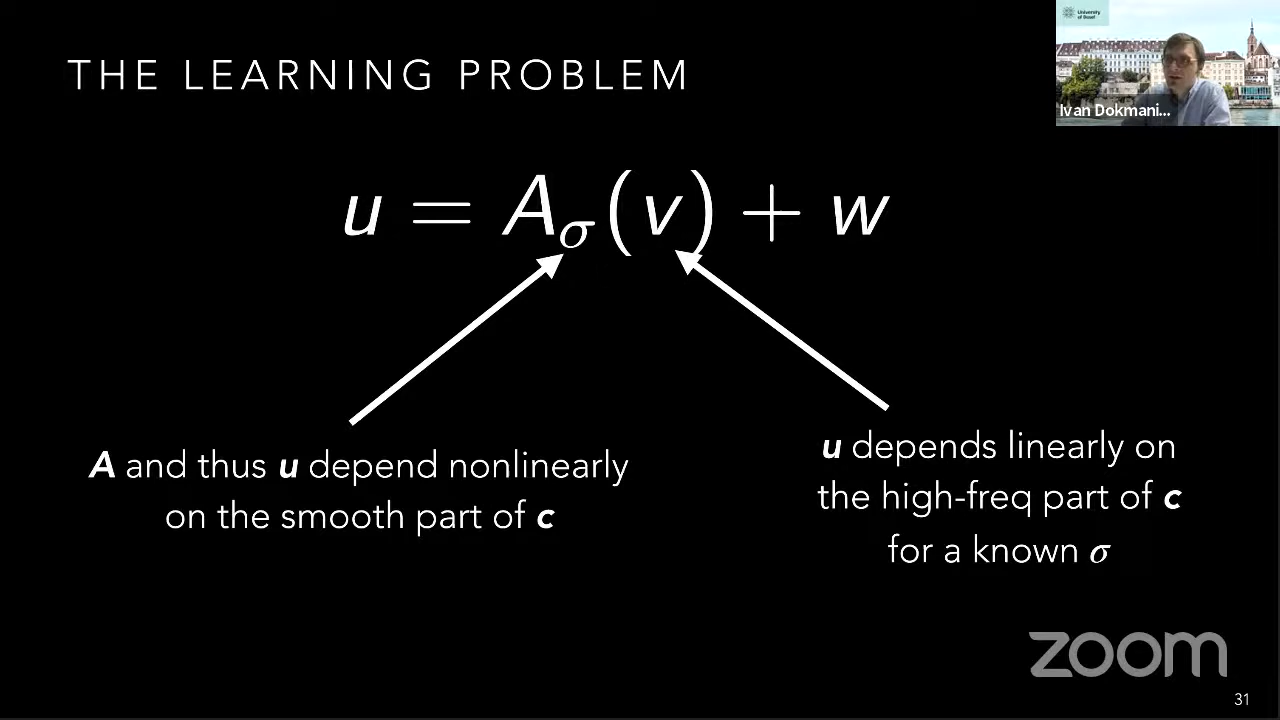 THE LEARNING PROBLEM
University
of Basel
Ivan Dokmani...
u = A_σ(v) + w
A and thus u depend nonlinearly
on the smooth part of c
u depends linearly on
the high-freq part of c
for a known σ
zoom
31